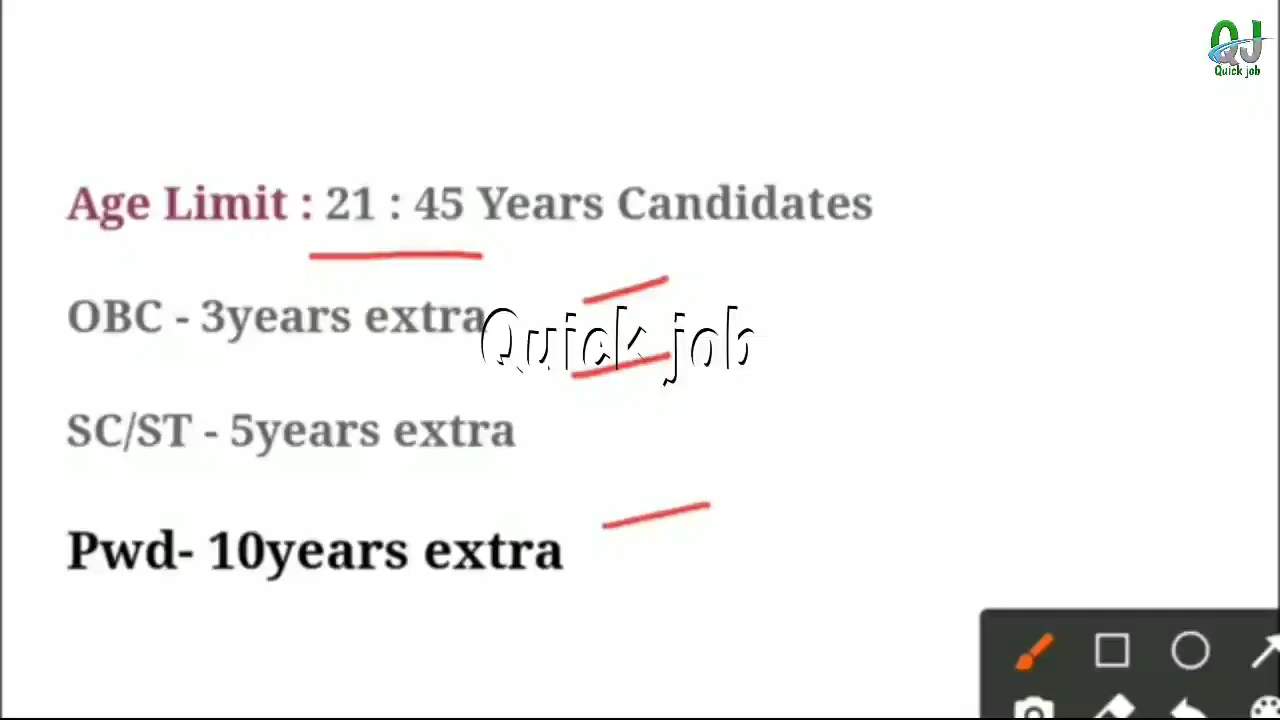 QJ
Quick job
Age Limit : 21 : 45 Years Candidates
OBC - 3years extra
Quick job
SC/ST - 5years extra
Pwd- 10years extra